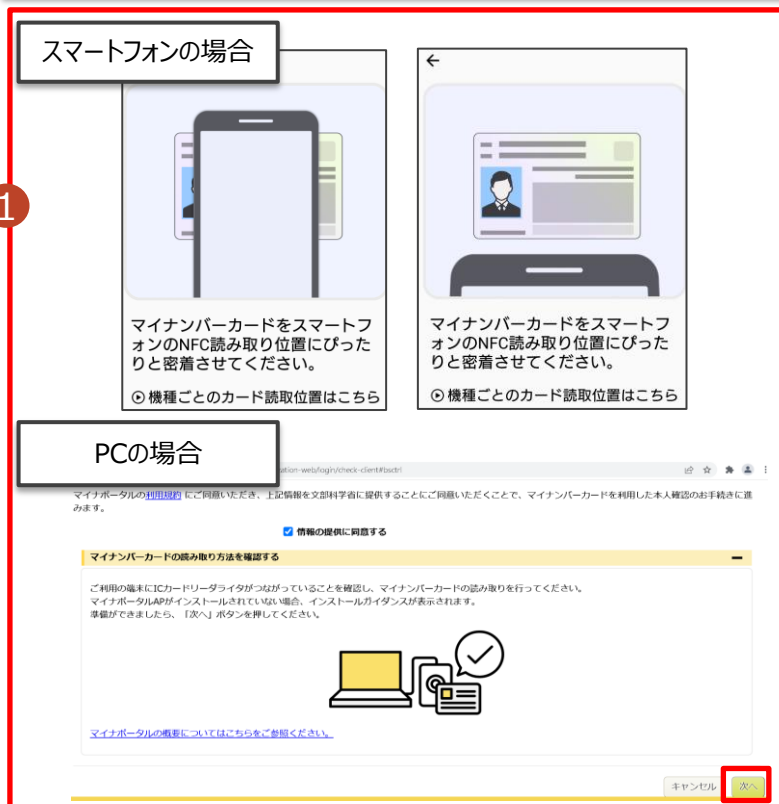 スマートフォンの場合
1
マイナンバーカードをスマートフ
ォンのNFC読み取り位置にぴった
りと密着させてください。
機種ごとのカード読取位置はこちら
マイナンバーカードをスマートフ
ォンのNFC読み取り位置にぴった
りと密着させてください。
機種ごとのカード読取位置はこちら
PCの場合
ation-web/login/check-client#bsctrl
マイナポータルの利用規約 にご同意いただき、上記情報を文部科学省に提供することにご同意いただくことで、マイナンバーカードを利用した本人確認のお手続きに進
みます。
情報の提供に同意する
マイナンバーカードの読み取り方法を確認する
ご利用の端末にICカードリーダライタがつながっていることを確認し、マイナンバーカードの読み取りを行ってください。
マイナポータルAPがインストールされていない場合、インストールガイダンスが表示されます。
準備ができましたら、「次へ」ボタンを押してください。
マイナポータルの概要についてはこちらをご参照ください。
キャンセル
次へ